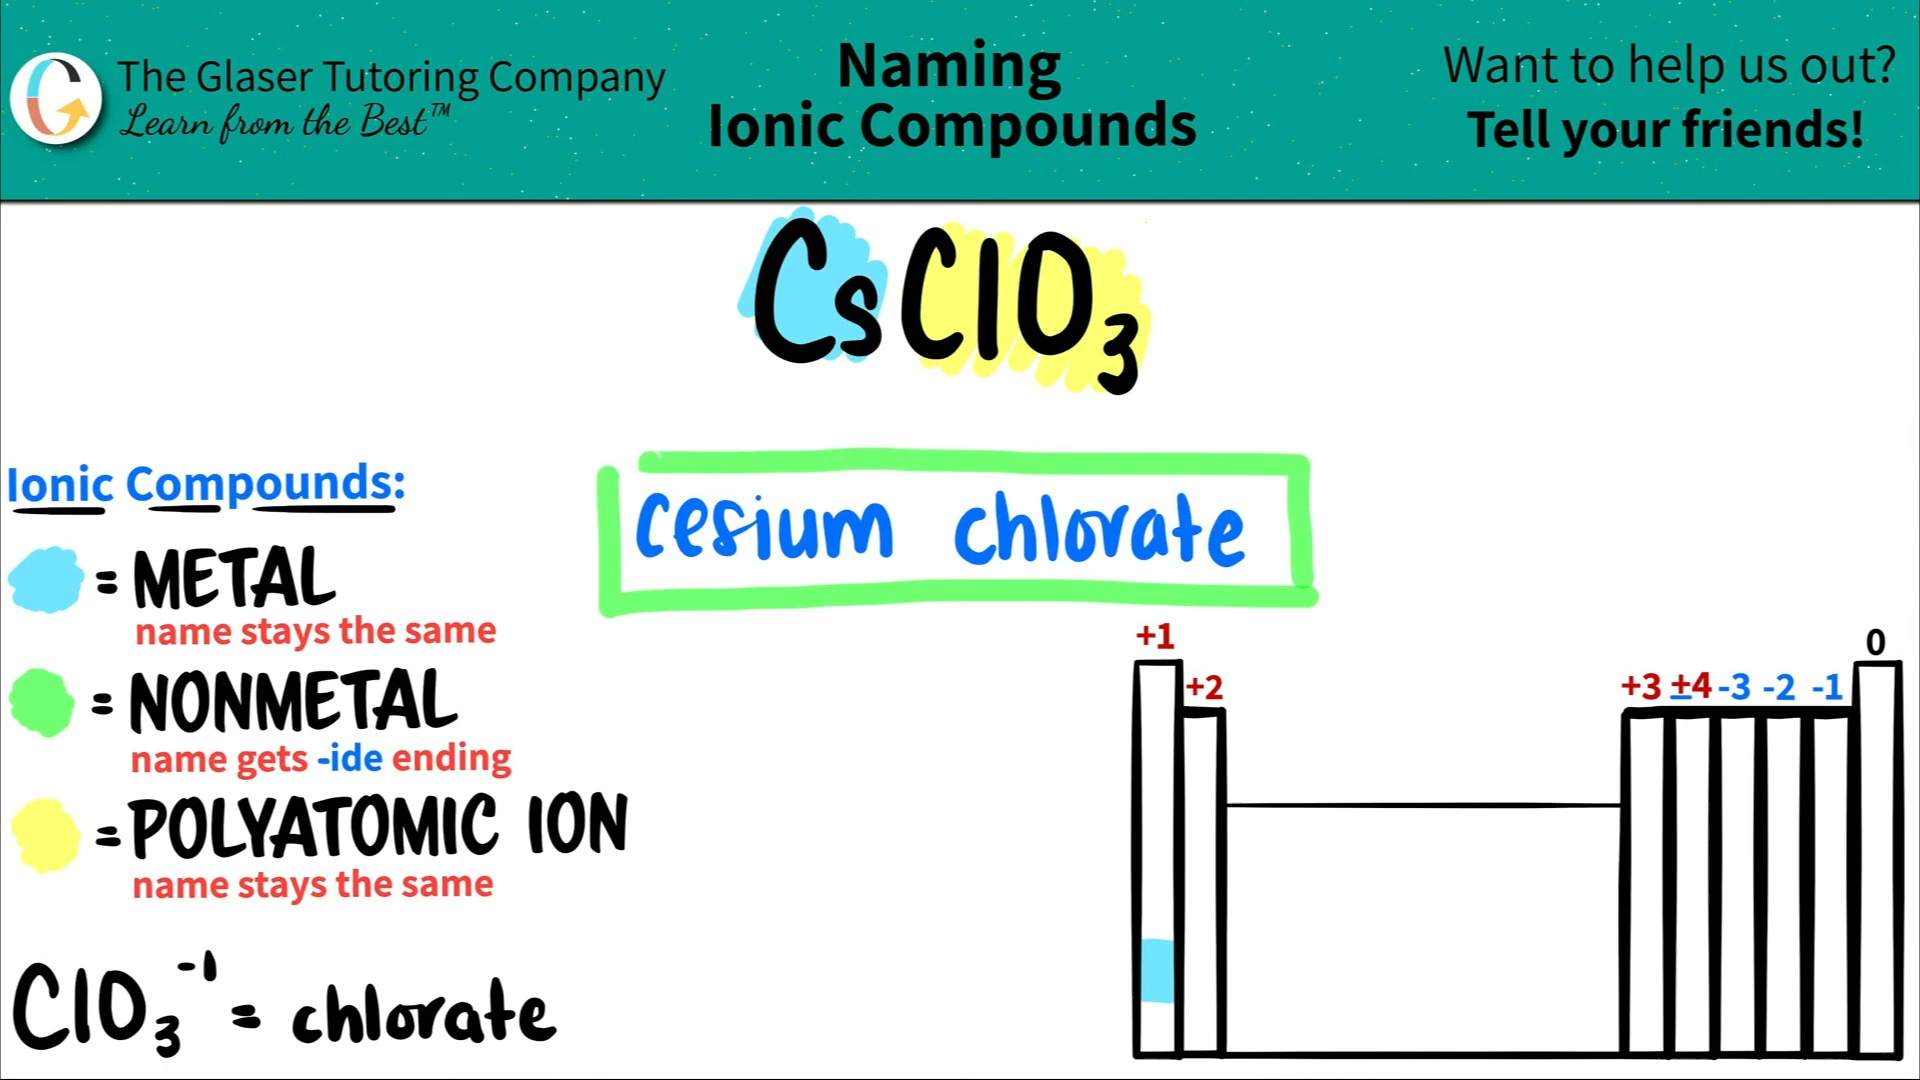 The Glaser Tutoring Company
Learn from the Best™
Naming
Ionic Compounds
Want to help us out?
Tell your friends!
CsClO₃
cesium chlorate
Ionic Compounds:
= METAL
name stays the same
= NONMETAL
name gets -ide ending
= POLYATOMIC ION
name stays the same
ClO₃⁻¹ = chlorate
+1
+2
+3 ±4 -3 -2 -1
0